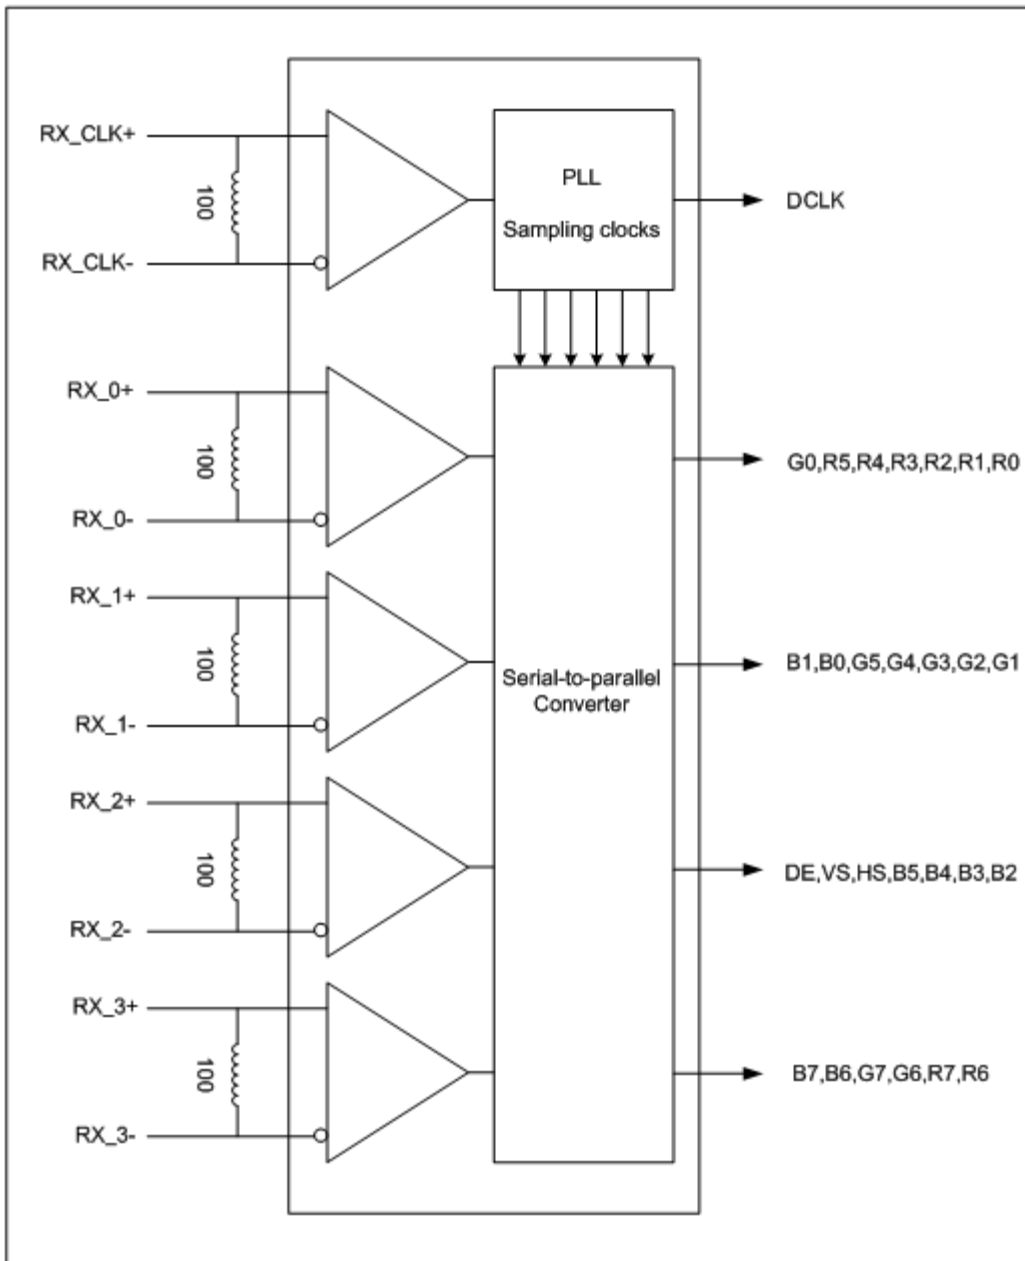 RX_CLK+
100
RX_CLK-
PLL
Sampling clocks
DCLK
RX_0+
100
RX_0-
G0,R5,R4,R3,R2,R1,R0
RX_1+
100
RX_1-
Serial-to-parallel
Converter
B1,B0,G5,G4,G3,G2,G1
RX_2+
100
RX_2-
DE,VS,HS,B5,B4,B3,B2
RX_3+
100
RX_3-
B7,B6,G7,G6,R7,R6